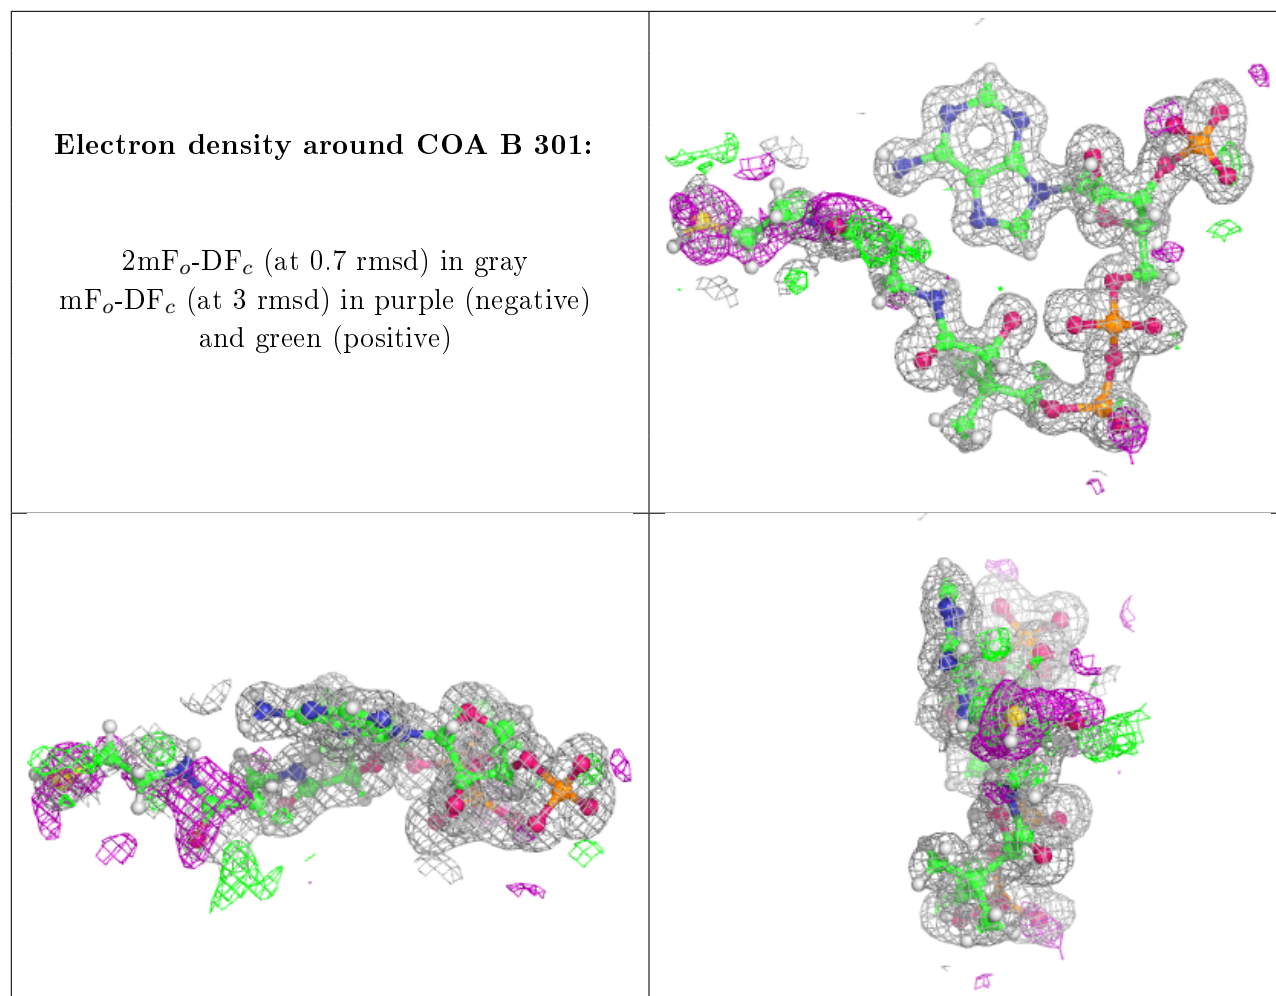 Electron density around COA B 301:
2mFo-DFc (at 0.7 rmsd) in gray
mFo-DFc (at 3 rmsd) in purple (negative)
and green (positive)